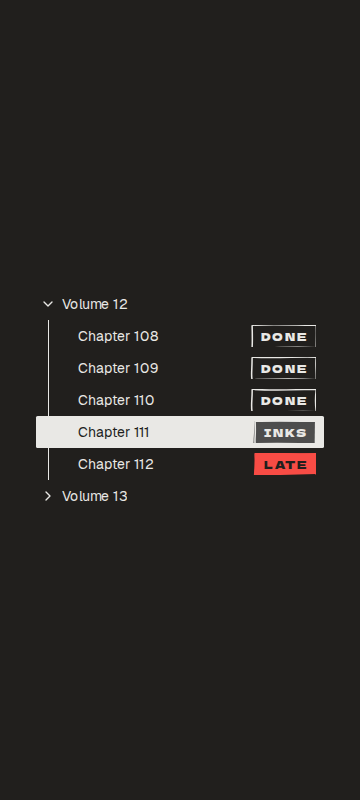 Volume 12
Chapter 108 DONE
Chapter 109 DONE
Chapter 110 DONE
Chapter 111 INKS
Chapter 112 LATE
Volume 13